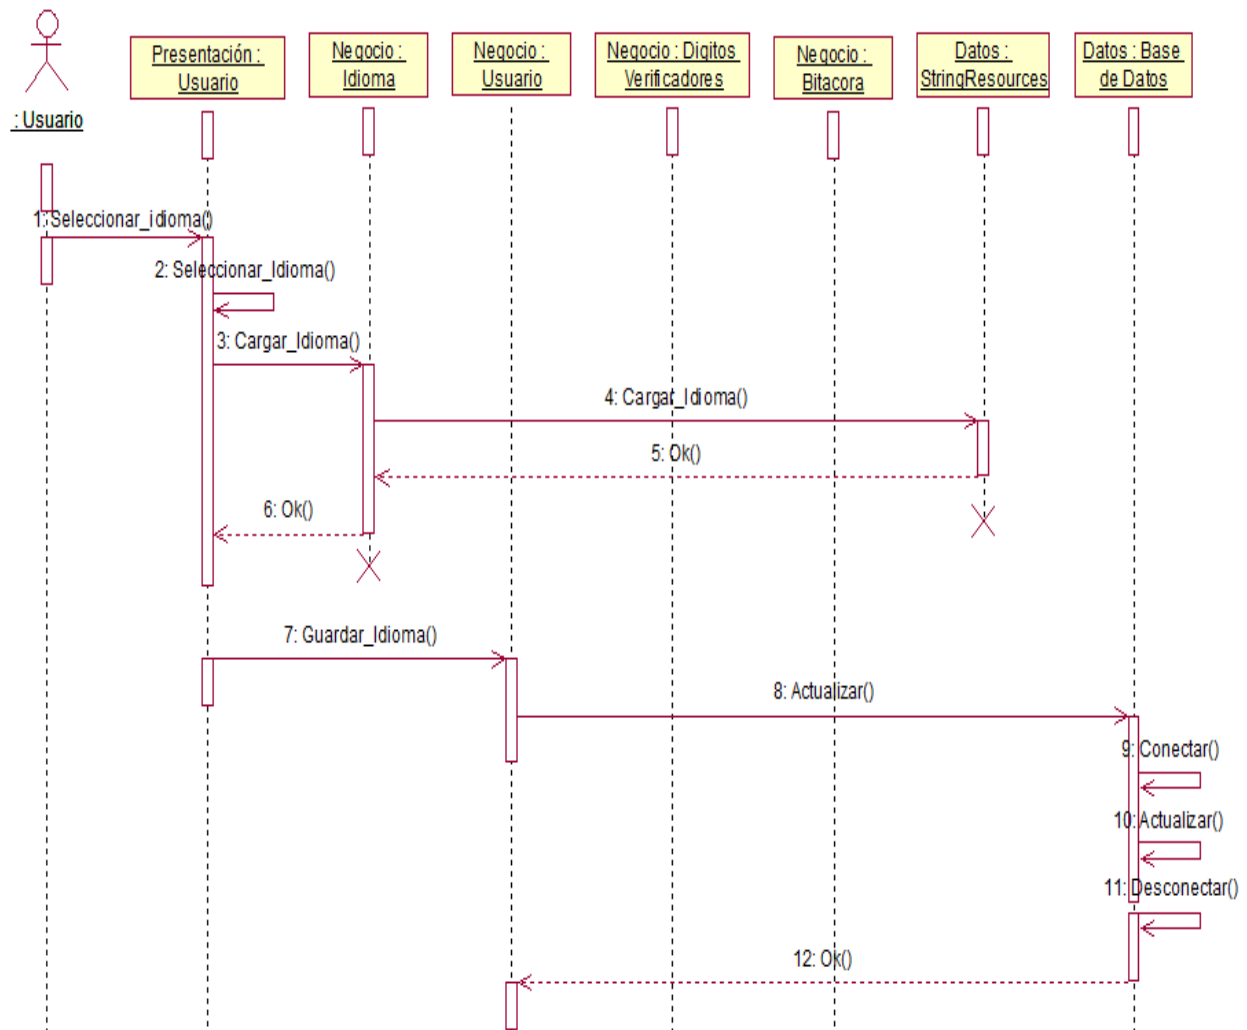 : Usuario
Presentación :
Usuario
Negocio :
Idioma
Negocio :
Usuario
Negocio : Digitos
Verificadores
Negocio :
Bitacora
Datos :
StringResources
Datos : Base
de Datos
1: Seleccionar_idioma()
2: Seleccionar_Idioma()
3: Cargar_Idioma()
4: Cargar_Idioma()
5: Ok()
6: Ok()
7: Guardar_Idioma()
8: Actualizar()
9: Conectar()
10: Actualizar()
11: Desconectar()
12: Ok()